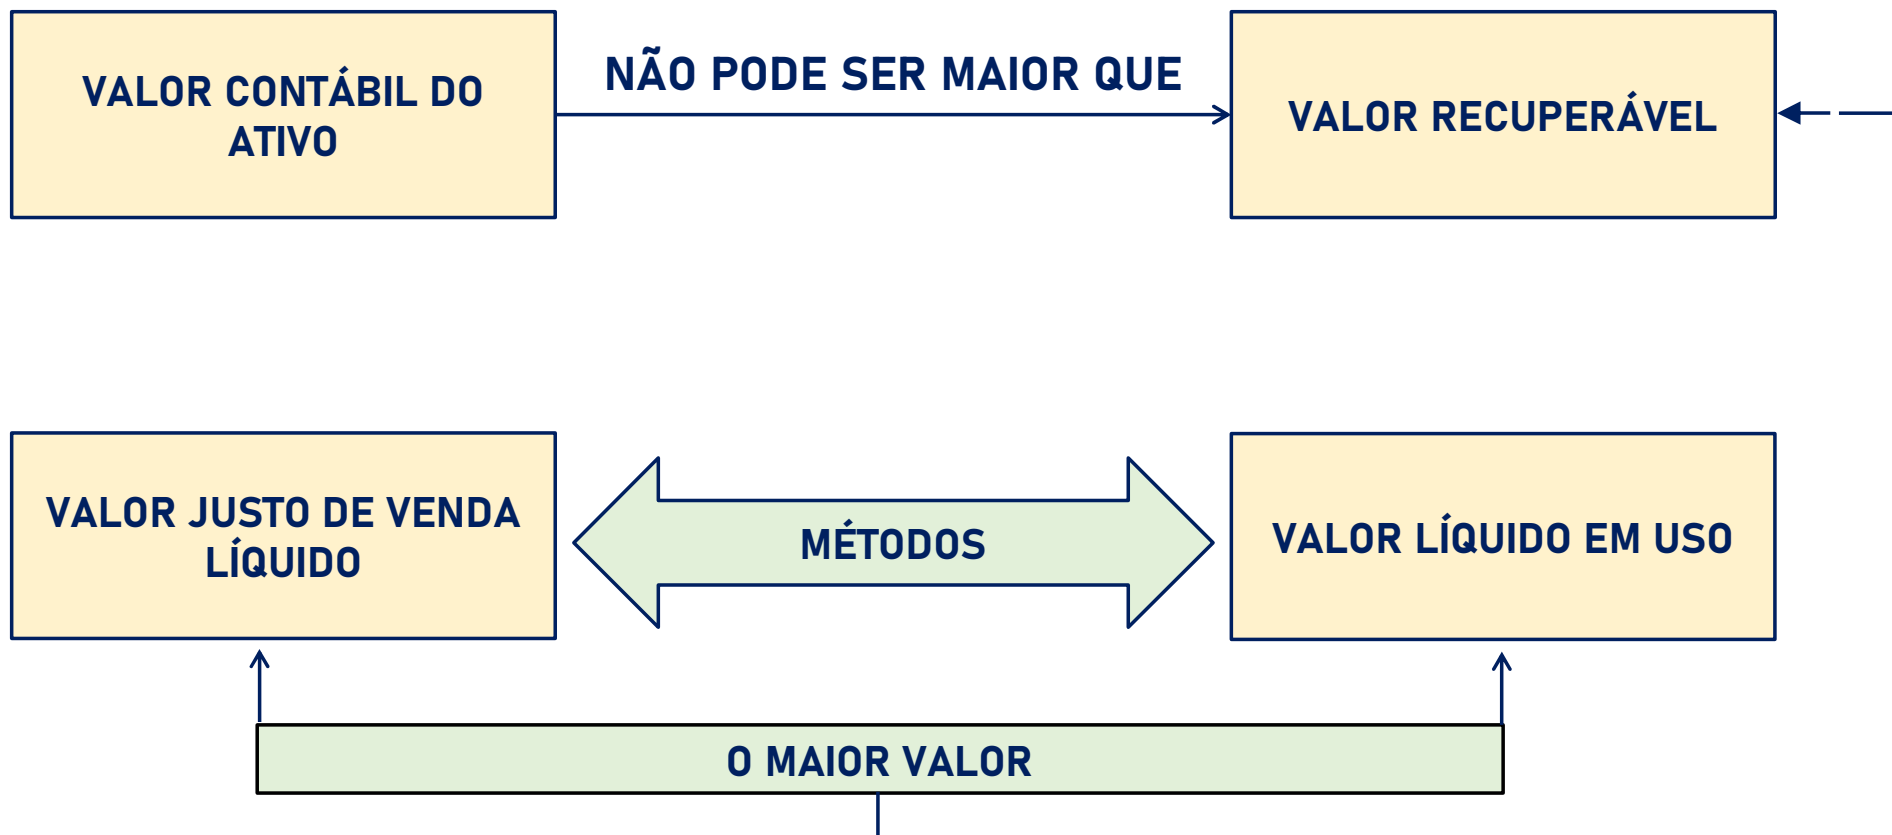 VALOR CONTÁBIL DO
ATIVO
NÃO PODE SER MAIOR QUE
VALOR RECUPERÁVEL
VALOR JUSTO DE VENDA
LÍQUIDO
MÉTODOS
VALOR LÍQUIDO EM USO
O MAIOR VALOR